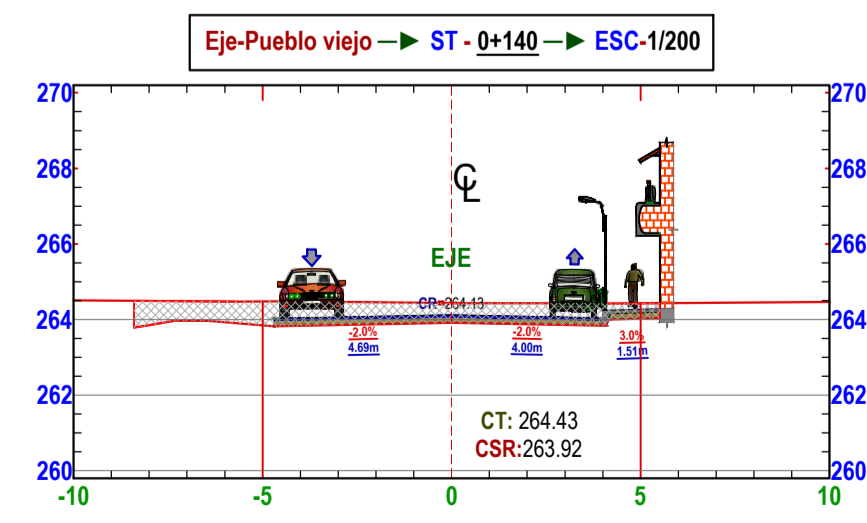 Eje-Pueblo viejo ST - 0+140 ESC-1/200
270 270
268 268
CL
266 266
EJE
CR=264.13
264 264
-2.0% -2.0% 3.0%
4.69m 4.00m 1.51m
262 262
CT: 264.43
CSR:263.92
260 260
-10 -5 0 5 10